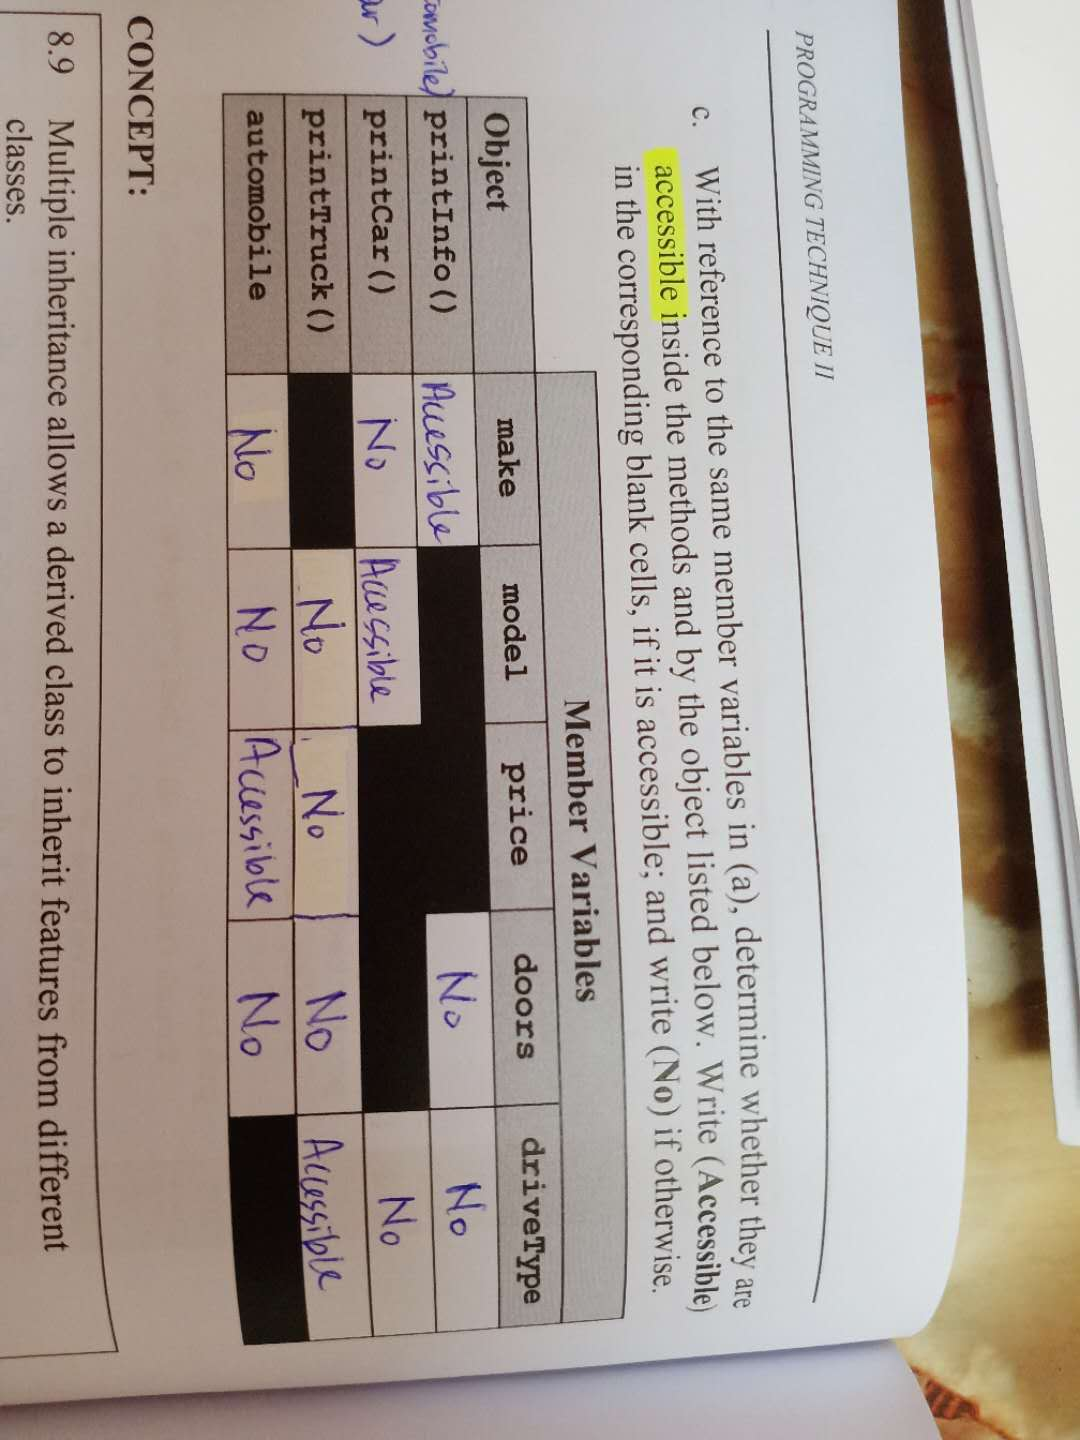 PROGRAMMING TECHNIQUE II
c. With reference to the same member variables in (a), determine whether they are
accessible inside the methods and by the object listed below. Write (Accessible)
in the corresponding blank cells, if it is accessible; and write (No) if otherwise.
Member Variables
Object make model price doors driveType
printInfo() Accessible No No
printCar() No Accessible No
printTruck() No No No Accessible
automobile No No Accessible No
CONCEPT:
8.9 Multiple inheritance allows a derived class to inherit features from different
classes.